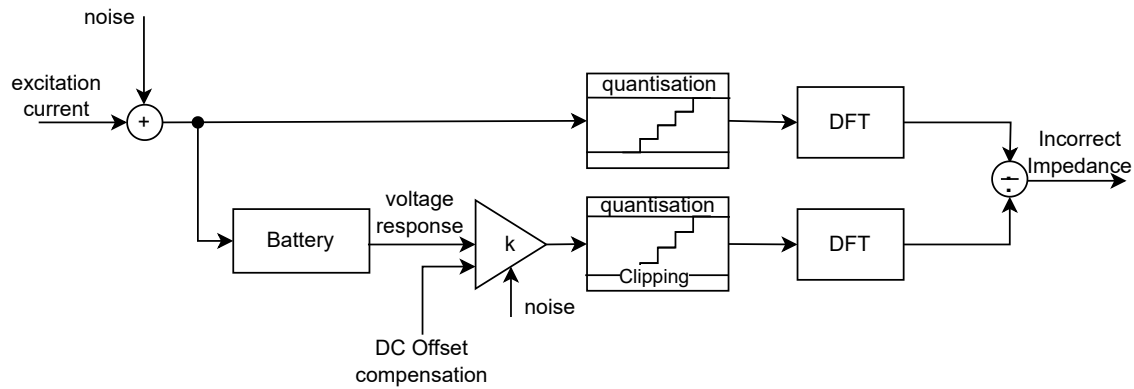 noise
excitation
current
+
quantisation
DFT
Incorrect
Impedance
÷
voltage
response
Battery
k
quantisation
Clipping
DFT
noise
DC Offset
compensation